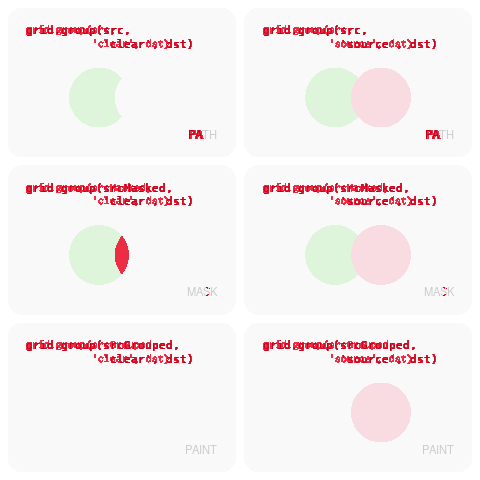 grid.group(src,
'clear', dst)
PATH
grid.group(src,
'source', dst)
PATH
grid.group(srcMasked,
'clear', dst)
MASK
grid.group(srcMasked,
'source', dst)
MASK
grid.group(srcGrouped,
'clear', dst)
PAINT
grid.group(srcGrouped,
'source', dst)
PAINT